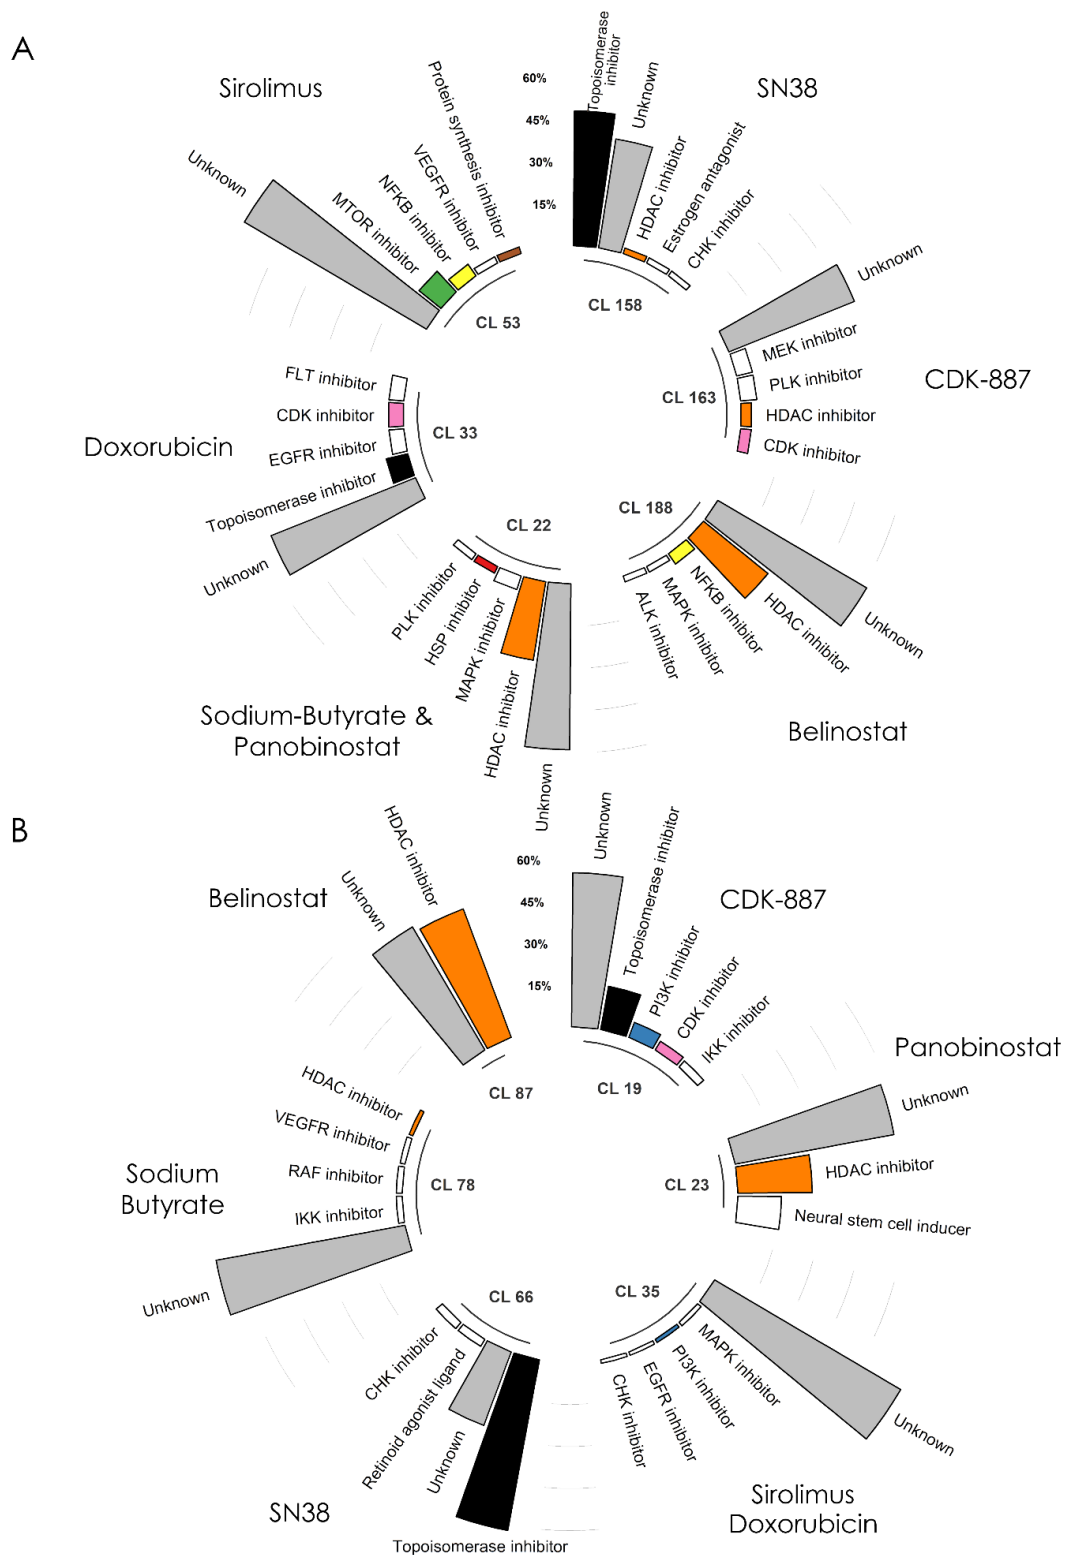 A
Sirolimus
SN38
60%
45%
30%
15%
Topoisomerase
inhibitor
Unknown
HDAC inhibitor
Estrogen antagonist
CHK inhibitor
CL 158
Unknown
MEK inhibitor
PLK inhibitor
HDAC inhibitor
CDK inhibitor
CL 163
CDK-887
CL 188
Unknown
HDAC inhibitor
NFKB inhibitor
MAPK inhibitor
ALK inhibitor
Belinostat
CL 22
PLK inhibitor
HSP inhibitor
MAPK inhibitor
HDAC inhibitor
Unknown
Sodium-Butyrate &
Panobinostat
CL 33
FLT inhibitor
CDK inhibitor
EGFR inhibitor
Topoisomerase inhibitor
Unknown
Doxorubicin
CL 53
Unknown
MTOR inhibitor
NFKB inhibitor
VEGFR inhibitor
Protein synthesis inhibitor
B
Belinostat
CDK-887
60%
45%
30%
15%
Unknown
Topoisomerase inhibitor
PI3K inhibitor
CDK inhibitor
IKK inhibitor
CL 19
Panobinostat
Unknown
HDAC inhibitor
Neural stem cell inducer
CL 23
CL 35
Unknown
MAPK inhibitor
PI3K inhibitor
EGFR inhibitor
CHK inhibitor
Sirolimus
Doxorubicin
CL 66
CHK inhibitor
Retinoid agonist ligand
Unknown
Topoisomerase inhibitor
SN38
CL 78
HDAC inhibitor
VEGFR inhibitor
RAF inhibitor
IKK inhibitor
Unknown
Sodium
Butyrate
CL 87
Unknown
HDAC inhibitor